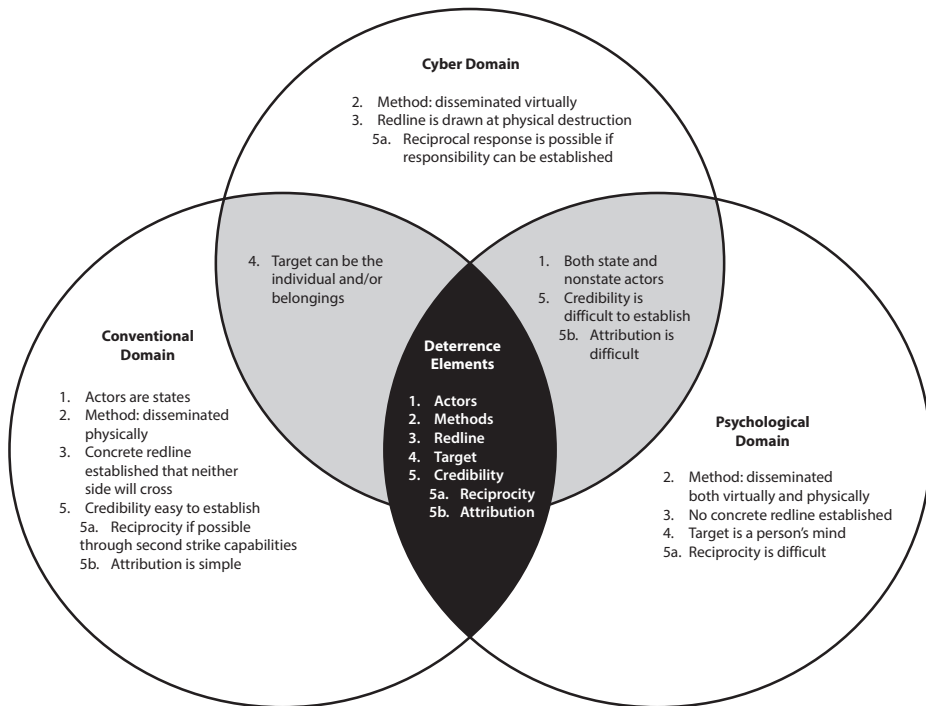 Cyber Domain
2. Method: disseminated virtually
3. Redline is drawn at physical destruction
5a. Reciprocal response is possible if
responsibility can be established
4. Target can be the
individual and/or
belongings
1. Both state and
nonstate actors
5. Credibility is
difficult to establish
5b. Attribution is
difficult
Conventional
Domain
1. Actors are states
2. Method: disseminated
physically
3. Concrete redline
established that neither
side will cross
5. Credibility easy to establish
5a. Reciprocity if possible
through second strike capabilities
5b. Attribution is simple
Deterrence
Elements
1. Actors
2. Methods
3. Redline
4. Target
5. Credibility
5a. Reciprocity
5b. Attribution
Psychological
Domain
2. Method: disseminated
both virtually and physically
3. No concrete redline established
4. Target is a person's mind
5a. Reciprocity is difficult